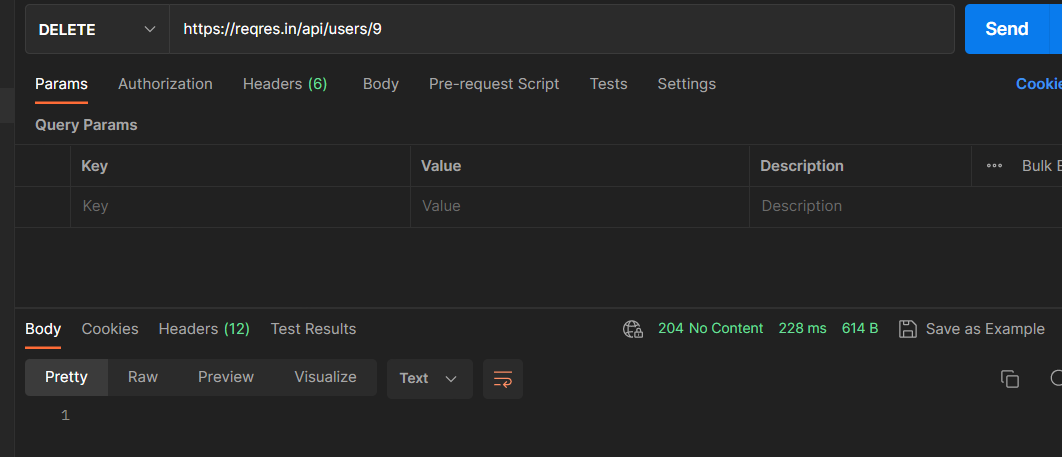 DELETE https://reqres.in/api/users/9 Send
Params Authorization Headers (6) Body Pre-request Script Tests Settings Cookie
Query Params
Key Value Description Bulk E
Key Value Description
Body Cookies Headers (12) Test Results 204 No Content 228 ms 614 B Save as Example
Pretty Raw Preview Visualize Text
1